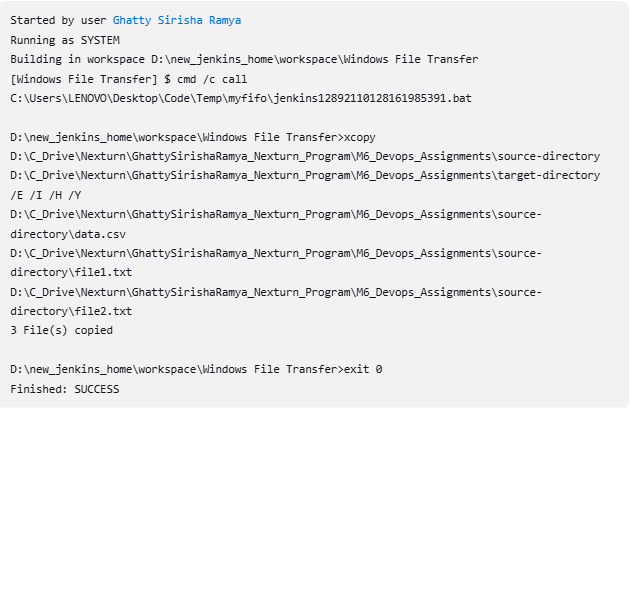 Started by user Ghatty Sirisha Ramya
Running as SYSTEM
Building in workspace D:\new_jenkins_home\workspace\Windows File Transfer
[Windows File Transfer] $ cmd /c call
C:\Users\LENOVO\Desktop\Code\Temp\myfifo\jenkins12892110128161985391.bat

D:\new_jenkins_home\workspace\Windows File Transfer>xcopy
D:\C_Drive\Nexturn\GhattySirishaRamya_Nexturn_Program\M6_Devops_Assignments\source-directory
D:\C_Drive\Nexturn\GhattySirishaRamya_Nexturn_Program\M6_Devops_Assignments\target-directory
/E /I /H /Y
D:\C_Drive\Nexturn\GhattySirishaRamya_Nexturn_Program\M6_Devops_Assignments\source-
directory\data.csv
D:\C_Drive\Nexturn\GhattySirishaRamya_Nexturn_Program\M6_Devops_Assignments\source-
directory\file1.txt
D:\C_Drive\Nexturn\GhattySirishaRamya_Nexturn_Program\M6_Devops_Assignments\source-
directory\file2.txt
3 File(s) copied

D:\new_jenkins_home\workspace\Windows File Transfer>exit 0
Finished: SUCCESS